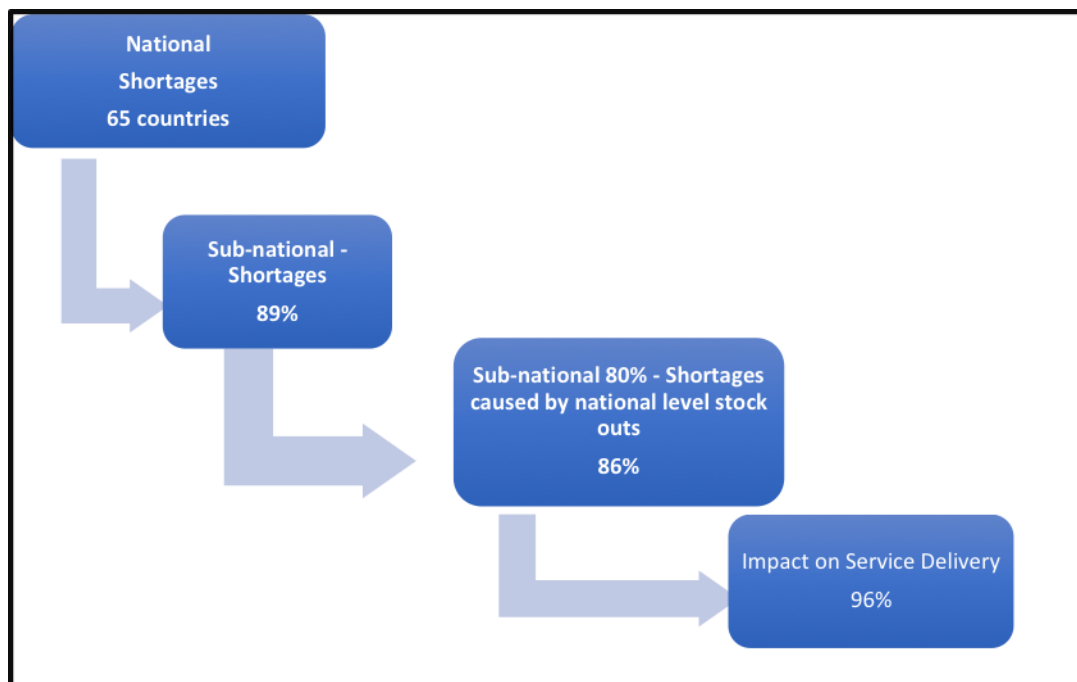 National
Shortages
65 countries
Sub-national -
Shortages
89%
Sub-national 80% - Shortages
caused by national level stock
outs
86%
Impact on Service Delivery
96%